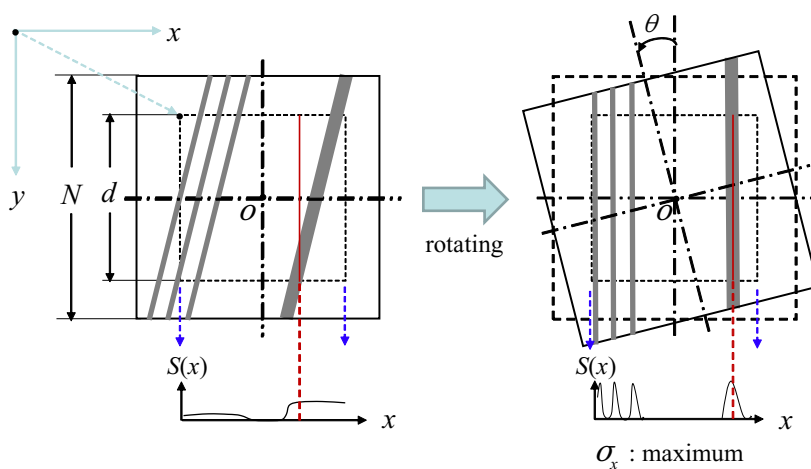 x
y
N
d
o
S(x)
x
rotating
θ
o
S(x)
x
σx : maximum